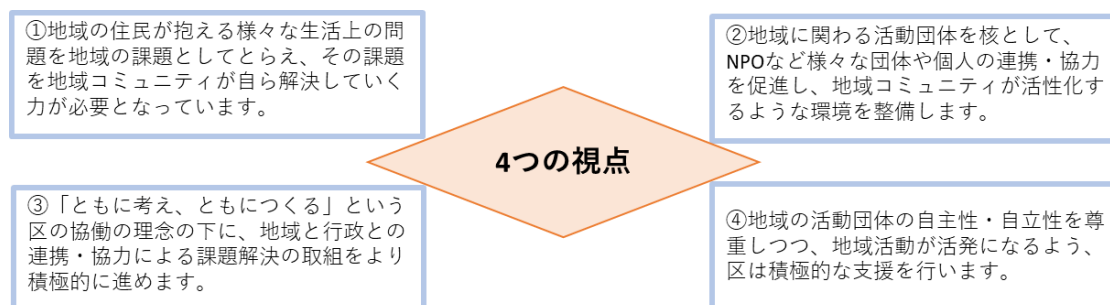 ①地域の住民が抱える様々な生活上の問
題を地域の課題としてとらえ、その課題
を地域コミュニティが自ら解決していく
力が必要となっています。
②地域に関わる活動団体を核として、
NPOなど様々な団体や個人の連携・協力
を促進し、地域コミュニティが活性化す
るような環境を整備します。
4つの視点
③「ともに考え、ともにつくる」という
区の協働の理念の下に、地域と行政との
連携・協力による課題解決の取組をより
積極的に進めます。
④地域の活動団体の自主性・自立性を尊
重しつつ、地域活動が活発になるよう、
区は積極的な支援を行います。